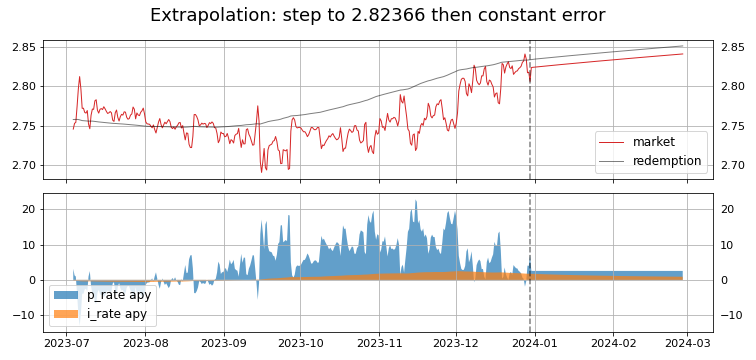 Extrapolation: step to 2.82366 then constant error
2.85 2.85
2.80 2.80
2.75 2.75
2.70 2.70
market
redemption
20 20
10 10
0 0
−10 −10
p_rate apy
i_rate apy
2023-07 2023-08 2023-09 2023-10 2023-11 2023-12 2024-01 2024-02 2024-03